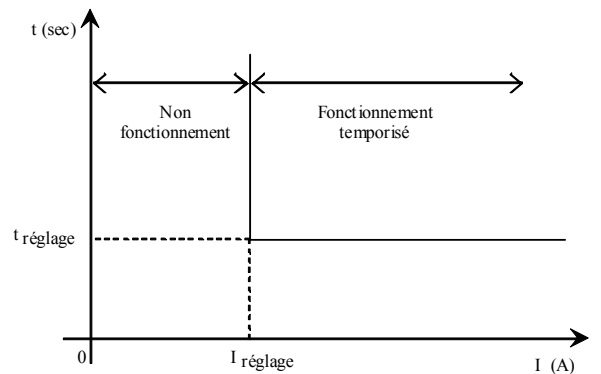 t (sec)
Non
fonctionnement
Fonctionnement
temporisé
t réglage
0
I réglage
I (A)